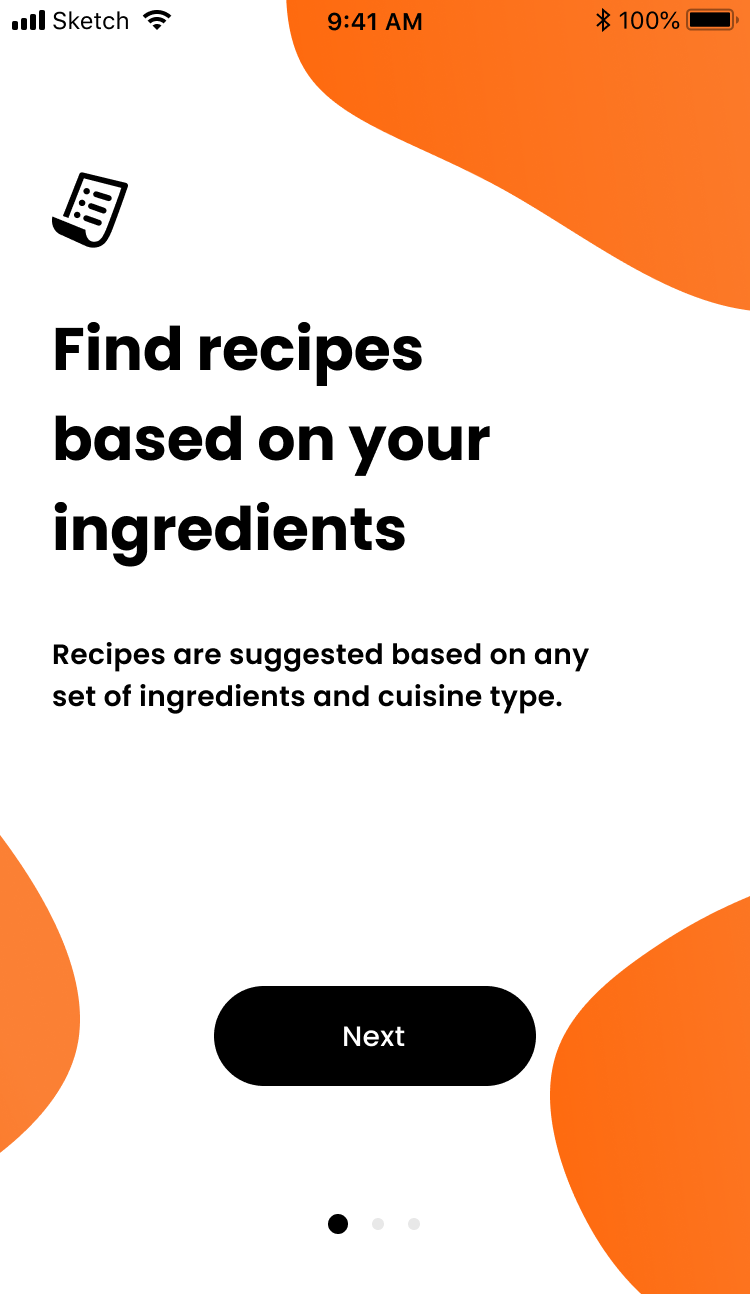 Sketch 9:41 AM 100%
Find recipes
based on your
ingredients
Recipes are suggested based on any
set of ingredients and cuisine type.
Next